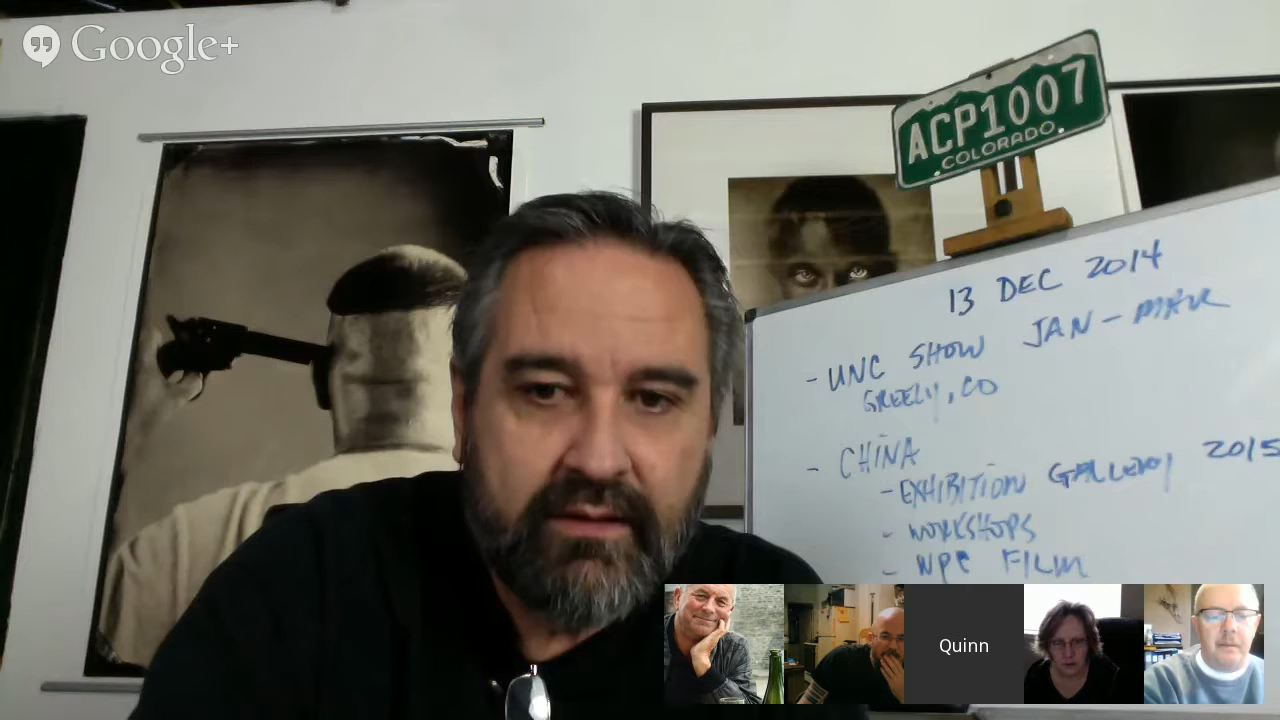 Google+
ACP1007
COLORADO
13 DEC 2014
- UNC SHOW JAN - MAR
GREELY, CO
- CHINA
- EXHIBITION GALLERY 2015
- WORKSHOPS
- WPC FILM
Quinn